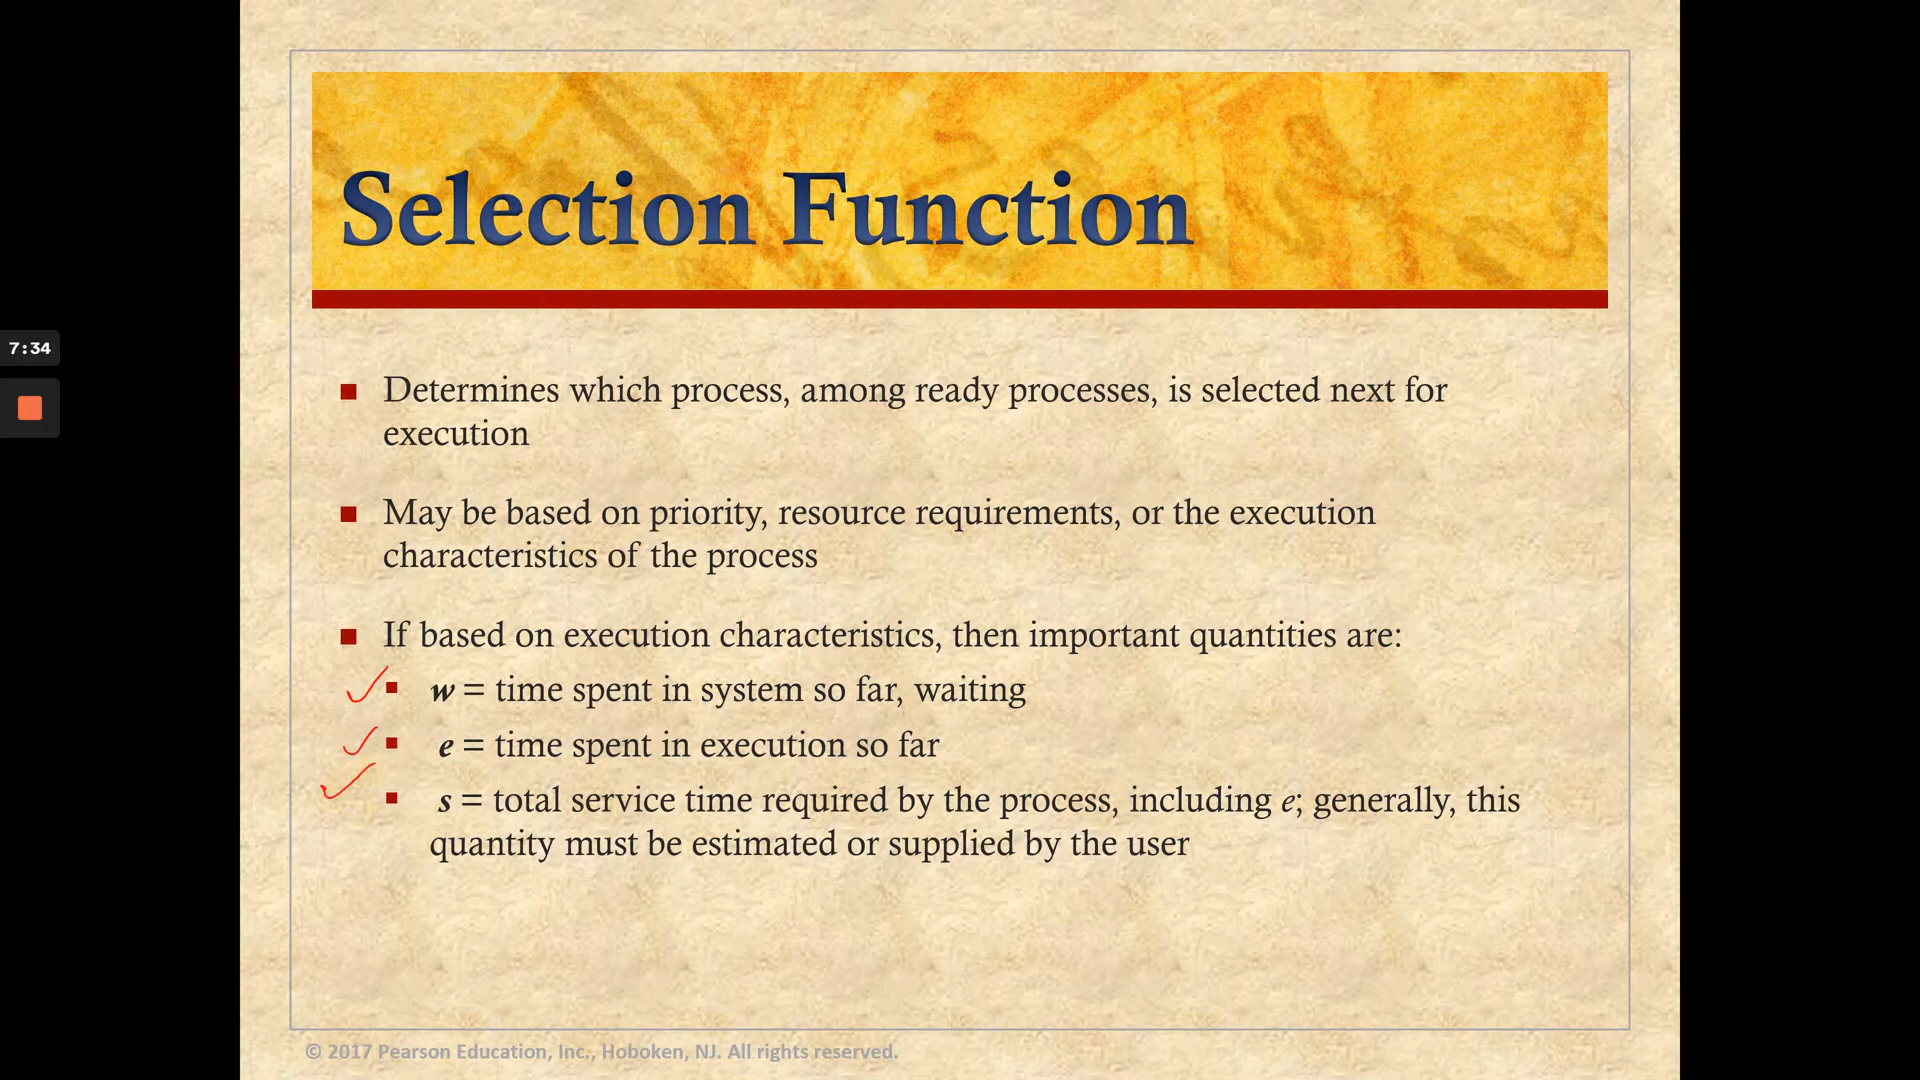 Selection Function
7:34
Determines which process, among ready processes, is selected next for
execution
May be based on priority, resource requirements, or the execution
characteristics of the process
If based on execution characteristics, then important quantities are:
w = time spent in system so far, waiting
e = time spent in execution so far
s = total service time required by the process, including e; generally, this
quantity must be estimated or supplied by the user
© 2017 Pearson Education, Inc., Hoboken, NJ. All rights reserved.